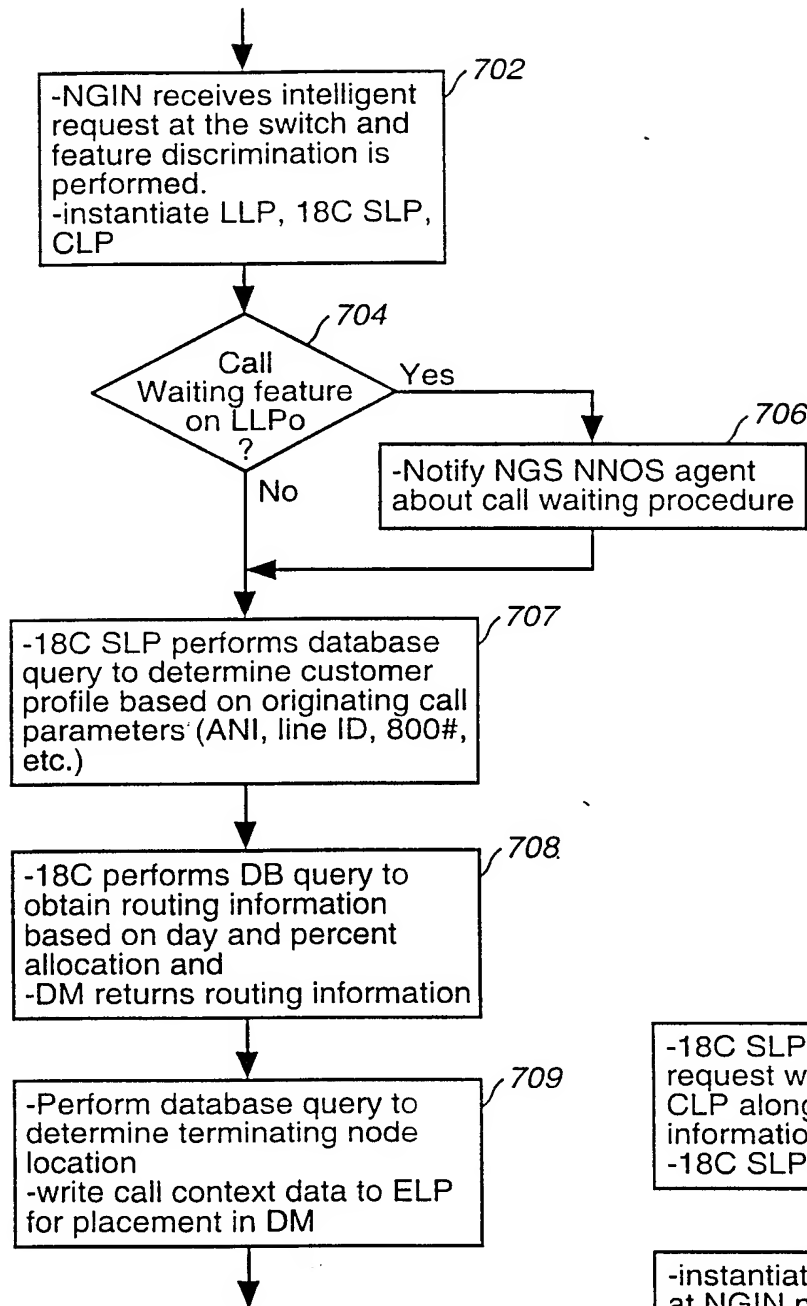 702
-NGIN receives intelligent
request at the switch and
feature discrimination is
performed.
-instantiate LLP, 18C SLP,
CLP
704
Call
Waiting feature
on LLPo
?
Yes
No
706
-Notify NGS NNOS agent
about call waiting procedure
707
-18C SLP performs database
query to determine customer
profile based on originating call
parameters (ANI, line ID, 800#,
etc.)
708
-18C performs DB query to
obtain routing information
based on day and percent
allocation and
-DM returns routing information
709
-Perform database query to
determine terminating node
location
-write call context data to ELP
for placement in DM
-18C SLP
request w
CLP along
informatio
-18C SLP
-instantiat
at NGIN